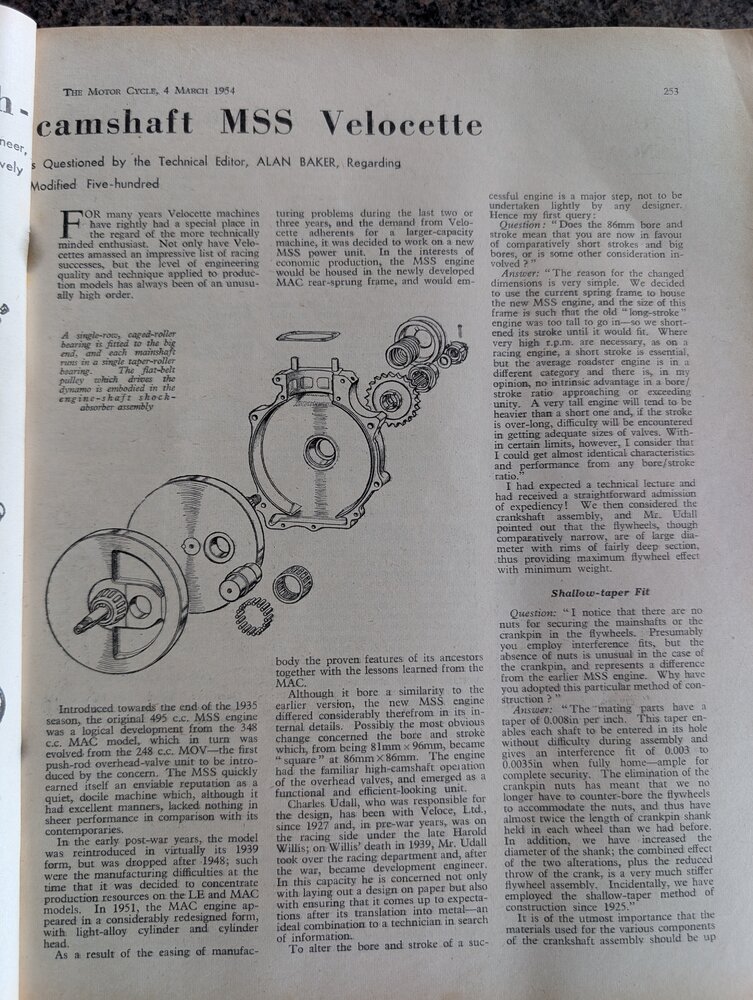 h-
neer,
vely
THE MOTOR CYCLE, 4 MARCH 1954
253
camshaft MSS Velocette
s Questioned by the Technical Editor, ALAN BAKER, Regarding
Modified Five-hundred
FOR many years Velocette machines
have rightly had a special place in
the regard of the more technically
minded enthusiast. Not only have Velo-
cettes amassed an impressive list of racing
successes, but the level of engineering
quality and technique applied to produc-
tion models has always been of an unusu-
ally high order.
A single-row, caged-roller
bearing is fitted to the big
end, and each mainshaft
runs in a single taper-roller
bearing. The flat-belt
pulley which drives the
dynamo is embodied in the
engine-shaft shock-
absorber assembly
Introduced towards the end of the 1935
season, the original 495 c.c. MSS engine
was a logical development from the 348
c.c. MAC model, which in turn was
evolved from the 248 c.c. MOV—the first
push-rod overhead-valve unit to be intro-
duced by the concern. The MSS quickly
earned itself an enviable reputation as a
quiet, docile machine which, although it
had excellent manners, lacked nothing in
sheer performance in comparison with its
contemporaries.
In the early post-war years, the model
was reintroduced in virtually its 1939
form, but was dropped after 1948; such
were the manufacturing difficulties at the
time that it was decided to concentrate
production resources on the LE and MAC
models. In 1951, the MAC engine ap-
peared in a considerably redesigned form,
with light-alloy cylinder and cylinder
head.
As a result of the easing of manufac-
turing problems during the last two or
three years, and the demand from Velo-
cette adherents for a larger-capacity
machine, it was decided to work on a new
MSS power unit. In the interests of
economic production, the MSS engine
would be housed in the newly developed
MAC rear-sprung frame, and would em-
body the proven features of its ancestors
together with the lessons learned from the
MAC.
Although it bore a similarity to the
earlier version, the new MSS engine
differed considerably therefrom in its in-
ternal details. Possibly the most obvious
change concerned the bore and stroke
which, from being 81mm × 96mm, became
"square" at 86mm × 86mm. The engine
had the familiar high-camshaft operation
of the overhead valves, and emerged as a
functional and efficient-looking unit.
Charles Udall, who was responsible for
the design, has been with Veloce, Ltd.,
since 1927 and, in pre-war years, was on
the racing side under the late Harold
Willis; on Willis' death in 1939, Mr. Udall
took over the racing department and, after
the war, became development engineer.
In this capacity he is concerned not only
with laying out a design on paper but also
with ensuring that it comes up to expecta-
tions after its translation into metal—an
ideal combination to a technician in search
of information.
To alter the bore and stroke of a suc-
cessful engine is a major step, not to be
undertaken lightly by any designer.
Hence my first query:
Question: "Does the 86mm bore and
stroke mean that you are now in favour
of comparatively short strokes and big
bores, or is some other consideration in-
volved?"
Answer: "The reason for the changed
dimensions is very simple. We decided
to use the current spring frame to house
the new MSS engine, and the size of this
frame is such that the old "long-stroke"
engine was too tall to go in—so we short-
ened its stroke until it would fit. Where
very high r.p.m. are necessary, as on a
racing engine, a short stroke is essential,
but the average roadster engine is in a
different category and there is, in my
opinion, no intrinsic advantage in a bore/
stroke ratio approaching or exceeding
unity. A very tall engine will tend to be
heavier than a short one and, if the stroke
is over-long, difficulty will be encountered
in getting adequate sizes of valves. With-
in certain limits, however, I consider that
I could get almost identical characteristics
and performance from any bore/stroke
ratio."
I had expected a technical lecture and
had received a straightforward admission
of expediency! We then considered the
crankshaft assembly, and Mr. Udall
pointed out that the flywheels, though
comparatively narrow, are of large dia-
meter with rims of fairly deep section,
thus providing maximum flywheel effect
with minimum weight.
Shallow-taper Fit
Question: "I notice that there are no
nuts for securing the mainshafts or the
crankpin in the flywheels. Presumably
you employ interference fits, but the
absence of nuts is unusual in the case of
the crankpin, and represents a difference
from the earlier MSS engine. Why have
you adopted this particular method of con-
struction?"
Answer: "The mating parts have a
taper of 0.008in per inch. This taper en-
ables each shaft to be entered in its hole
without difficulty during assembly and
gives an interference fit of 0.003 to
0.0035in when fully home—ample for
complete security. The elimination of the
crankpin nuts has meant that we no
longer have to counter-bore the flywheels
to accommodate the nuts, and thus have
almost twice the length of crankpin shank
held in each wheel than we had before.
In addition, we have increased the
diameter of the shank; the combined effect
of the two alterations, plus the reduced
throw of the crank, is a very much stiffer
flywheel assembly. Incidentally, we have
employed the shallow-taper method of
construction since 1925."
It is of the utmost importance that the
materials used for the various components
of the crankshaft assembly should be up